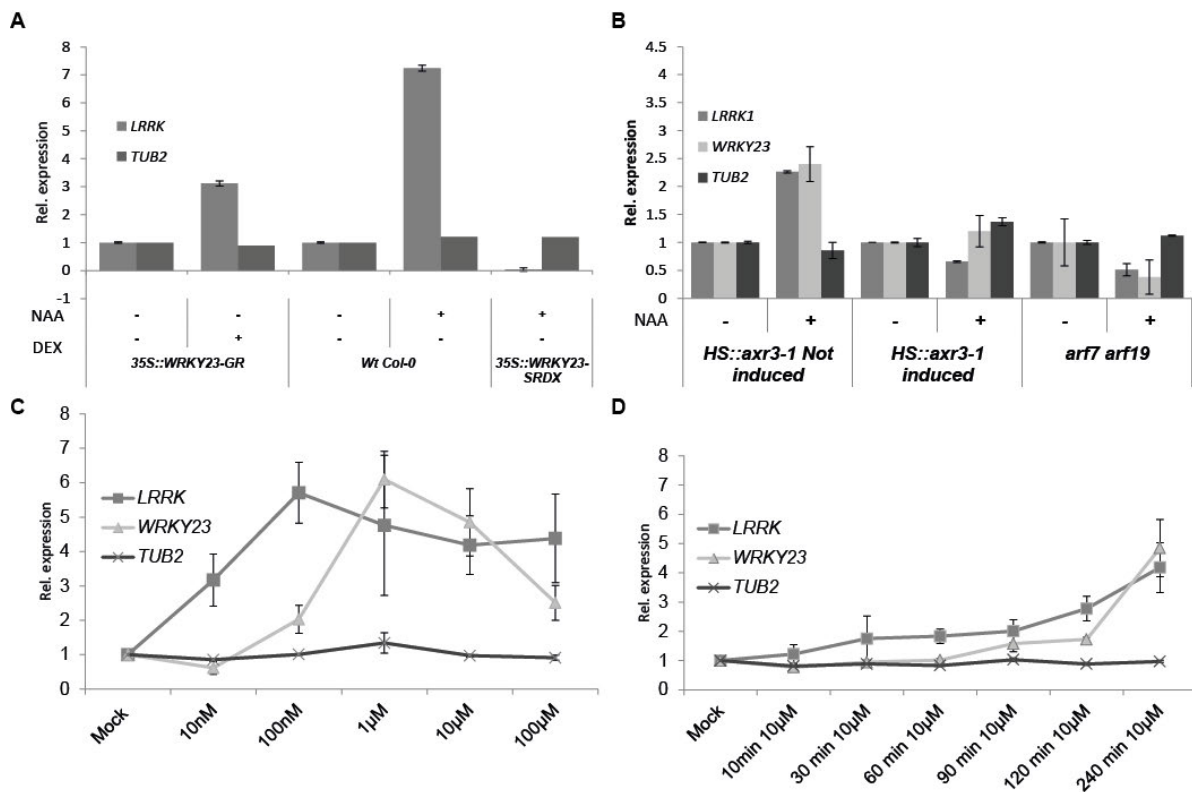 A
8
7
6
5
4
3
2
1
0
-1
Rel. expression
LRRK
TUB2
NAA - - - + +
DEX - + - - -
35S::WRKY23-GR
Wt Col-0
35S::WRKY23-
SRDX
B
4.5
4
3.5
3
2.5
2
1.5
1
0.5
0
Rel. expression
LRRK1
WRKY23
TUB2
NAA - + - + - +
HS::axr3-1 Not
induced
HS::axr3-1
induced
arf7 arf19
C
8
7
6
5
4
3
2
1
0
Rel. expression
LRRK
WRKY23
TUB2
Mock
10nM
100nM
1µM
10µM
100µM
D
8
7
6
5
4
3
2
1
0
Rel. expression
LRRK
WRKY23
TUB2
Mock
10min 10µM
30 min 10µM
60 min 10µM
90 min 10µM
120 min 10µM
240 min 10µM